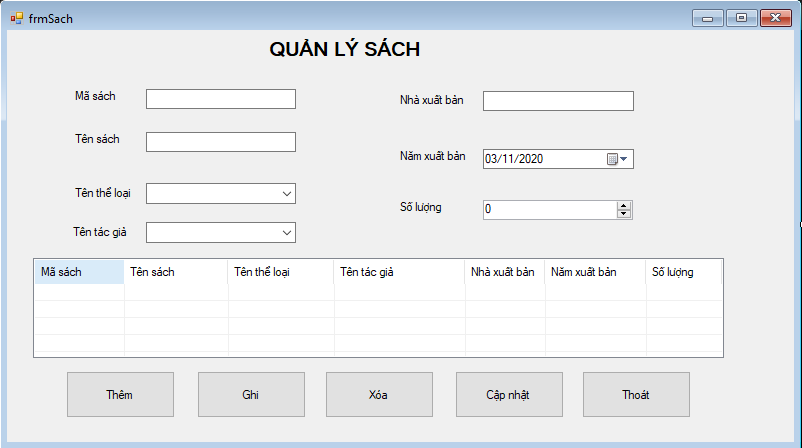 frmSach
QUẢN LÝ SÁCH
Mã sách
Nhà xuất bản
Tên sách
Năm xuất bản 03/11/2020
Tên thể loại
Số lượng 0
Tên tác giả
Mã sách Tên sách Tên thể loại Tên tác giả Nhà xuất bản Năm xuất bản Số lượng
Thêm Ghi Xóa Cập nhật Thoát